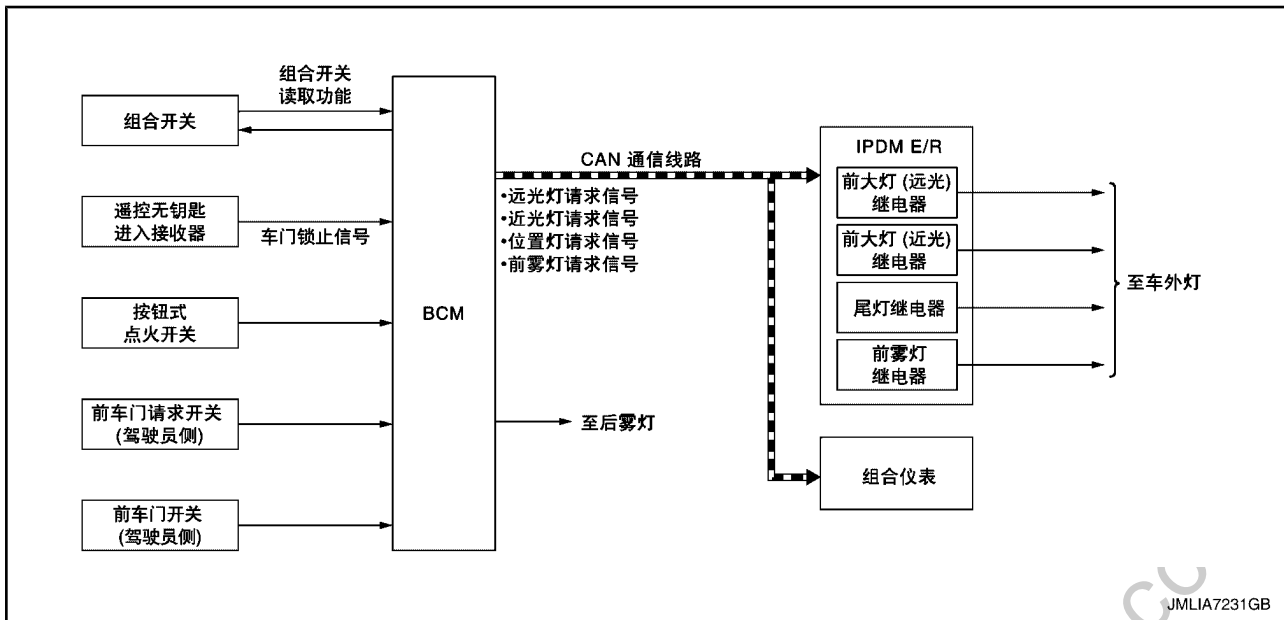 组合开关
读取功能
组合开关
遥控无钥匙
进入接收器
车门锁止信号
按钮式
点火开关
前车门请求开关
(驾驶员侧)
前车门开关
(驾驶员侧)
BCM
CAN 通信线路
•远光灯请求信号
•近光灯请求信号
•位置灯请求信号
•前雾灯请求信号
至后雾灯
IPDM E/R
前大灯 (远光)
继电器
前大灯 (近光)
继电器
尾灯继电器
前雾灯
继电器
至车外灯
组合仪表
JMLIA7231GB